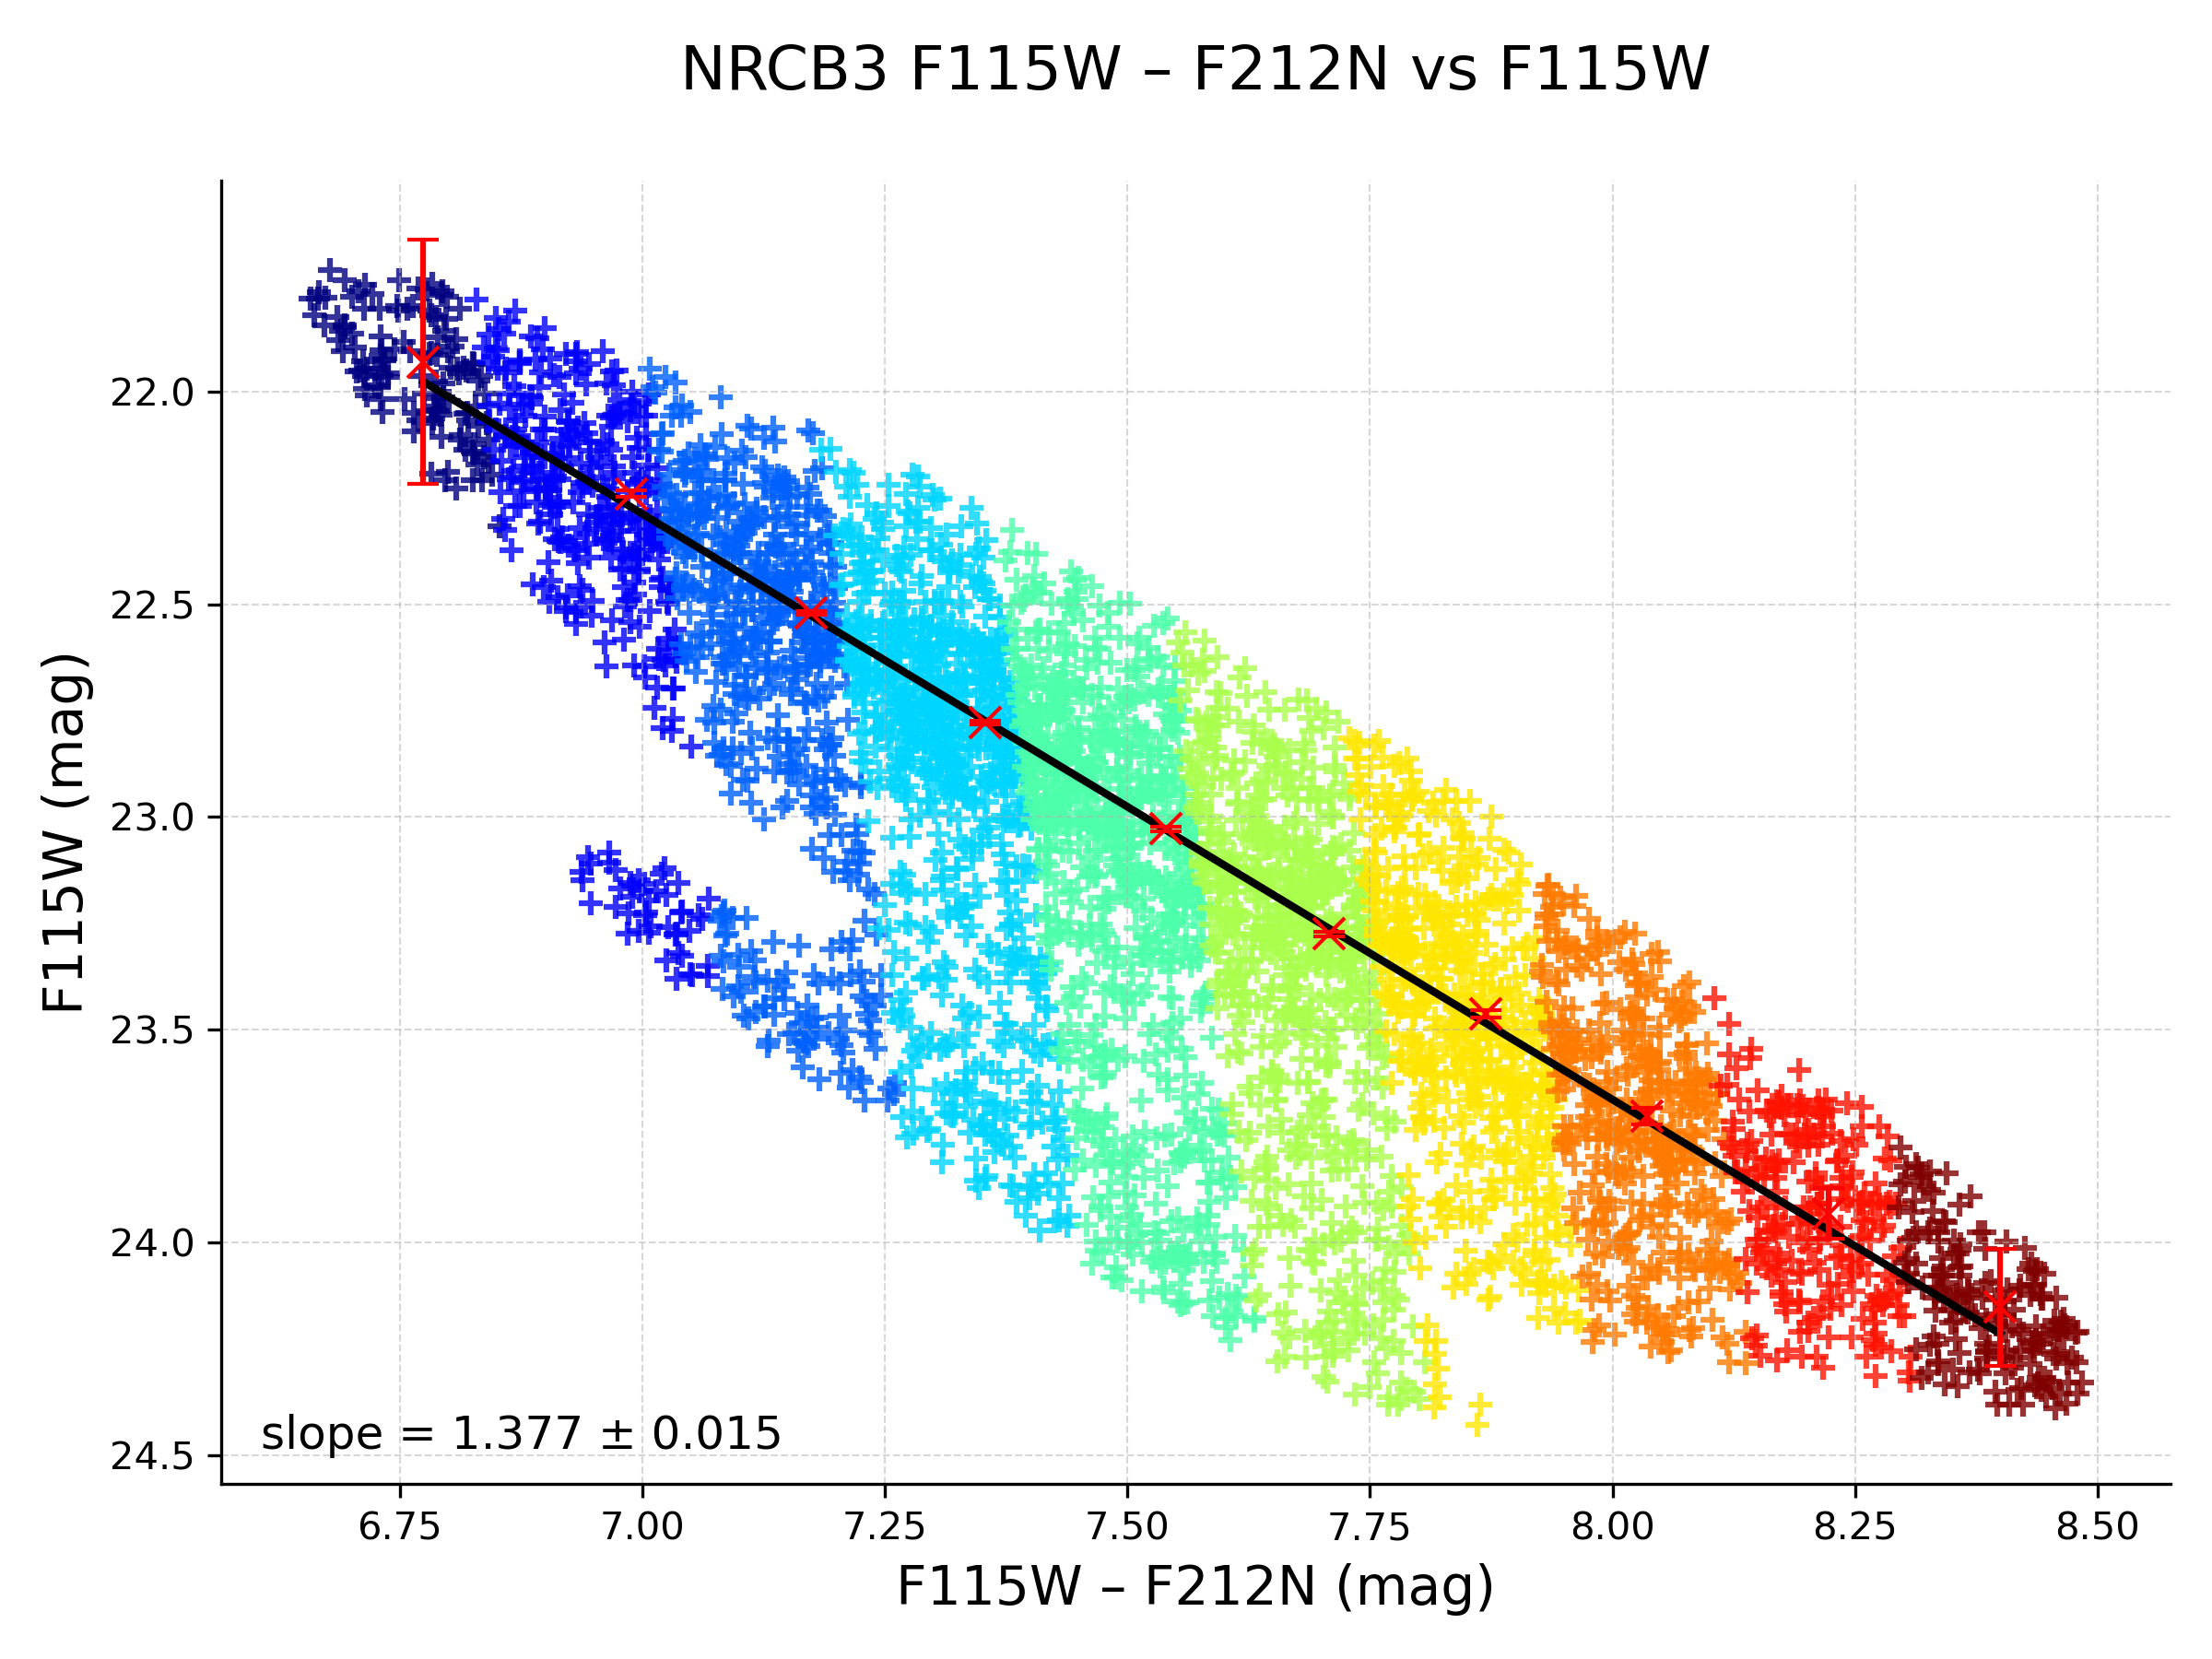 NRCB3 F115W – F212N vs F115W
F115W (mag)
22.0
22.5
23.0
23.5
24.0
24.5
slope = 1.377 ± 0.015
6.75 7.00 7.25 7.50 7.75 8.00 8.25 8.50
F115W – F212N (mag)